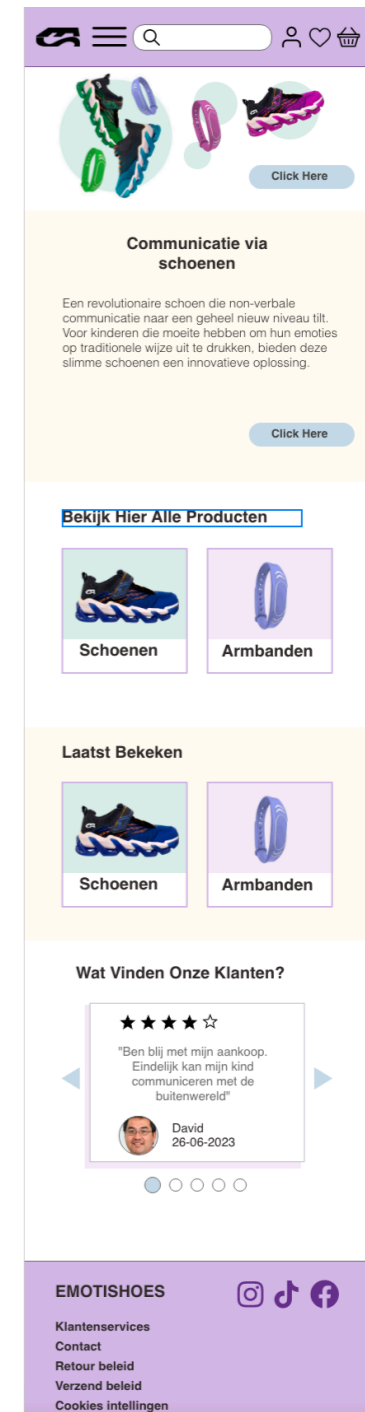 Click Here
Communicatie via
schoenen
Een revolutionaire schoen die non-verbale
communicatie naar een geheel nieuw niveau tilt.
Voor kinderen die moeite hebben om hun emoties
op traditionele wijze uit te drukken, bieden deze
slimme schoenen een innovatieve oplossing.
Click Here
Bekijk Hier Alle Producten
Schoenen
Armbanden
Laatst Bekeken
Schoenen
Armbanden
Wat Vinden Onze Klanten?
"Ben blij met mijn aankoop.
Eindelijk kan mijn kind
communiceren met de
buitenwereld"
David
26-06-2023
EMOTISHOES
Klantenservices
Contact
Retour beleid
Verzend beleid
Cookies intellingen